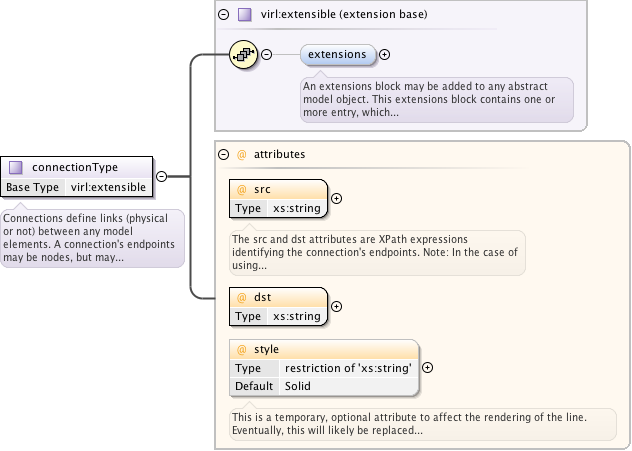 virl:extensible (extension base)
extensions
An extensions block may be added to any abstract
model object. This extensions block contains one or
more entry, which...
connectionType
Base Type virl:extensible
Connections define links (physical
or not) between any model
elements. A connection's endpoints
may be nodes, but may...
@ attributes
@ src
Type xs:string
The src and dst attributes are XPath expressions
identifying the connection's endpoints. Note: In the case of
using...
@ dst
Type xs:string
@ style
Type restriction of 'xs:string'
Default Solid
This is a temporary, optional attribute to affect the rendering of the line.
Eventually, this will likely be replaced...